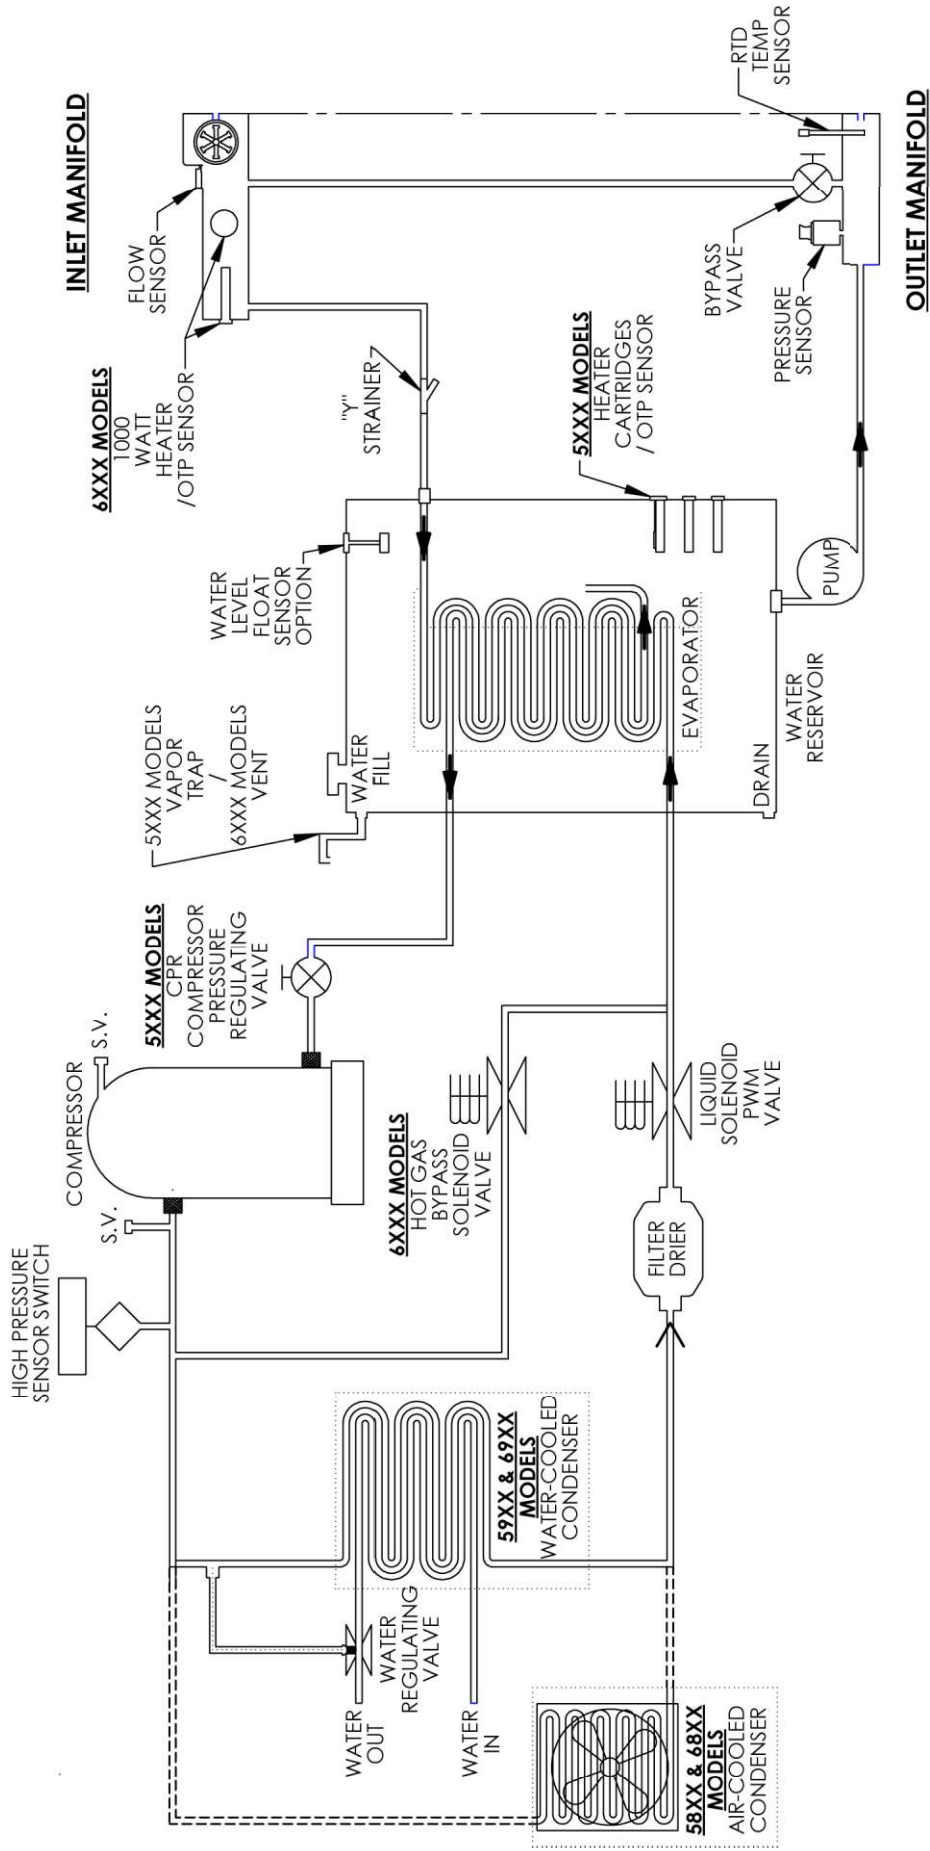 HIGH PRESSURE
SENSOR SWITCH
S.V.
COMPRESSOR
S.V.
5XXX MODELS
CPR
COMPRESSOR
PRESSURE
REGULATING
VALVE
5XXX MODELS
VAPOR
TRAP
/
6XXX MODELS
VENT
WATER
FILL
WATER
LEVEL
FLOAT
SENSOR
OPTION
6XXX MODELS
1000
WATT
HEATER
/OTP SENSOR
FLOW
SENSOR
INLET MANIFOLD
"Y"
STRAINER
5XXX MODELS
HEATER
CARTRIDGES
/ OTP SENSOR
BYPASS
VALVE
RTD
TEMP
SENSOR
PRESSURE
SENSOR
OUTLET MANIFOLD
PUMP
EVAPORATOR
DRAIN
WATER
RESERVOIR
6XXX MODELS
HOT GAS
BYPASS
SOLENOID
VALVE
LIQUID
SOLENOID
PWM
VALVE
FILTER
DRIER
59XX & 69XX
MODELS
WATER-COOLED
CONDENSER
WATER
REGULATING
VALVE
WATER
OUT
WATER
IN
58XX & 68XX
MODELS
AIR-COOLED
CONDENSER